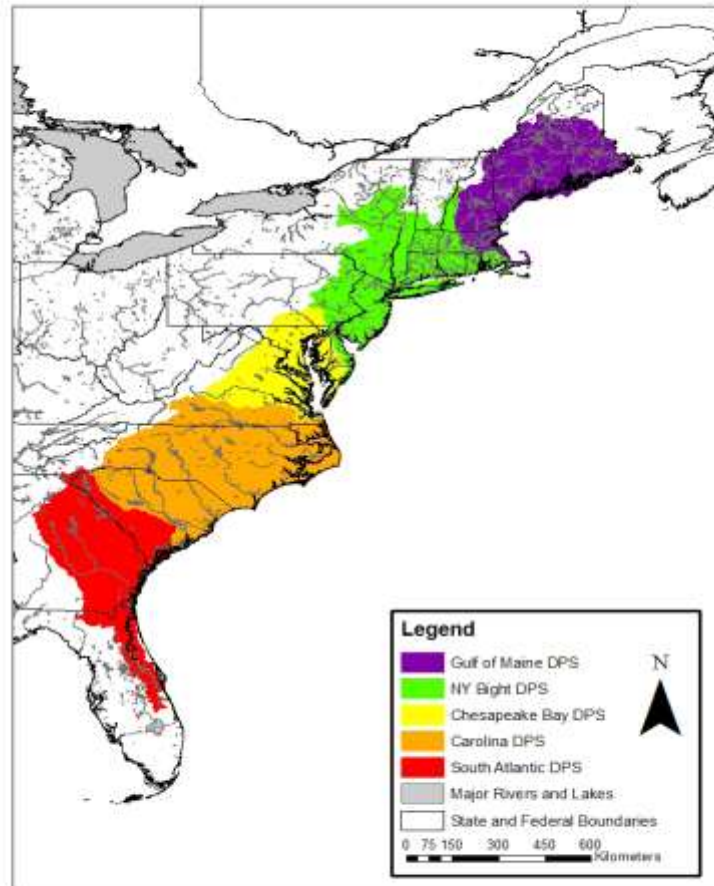 Legend
Gulf of Maine DPS
NY Bight DPS
Chesapeake Bay DPS
Carolina DPS
South Atlantic DPS
Major Rivers and Lakes
State and Federal Boundaries
N
0 75 150 300 450 600
Kilometers